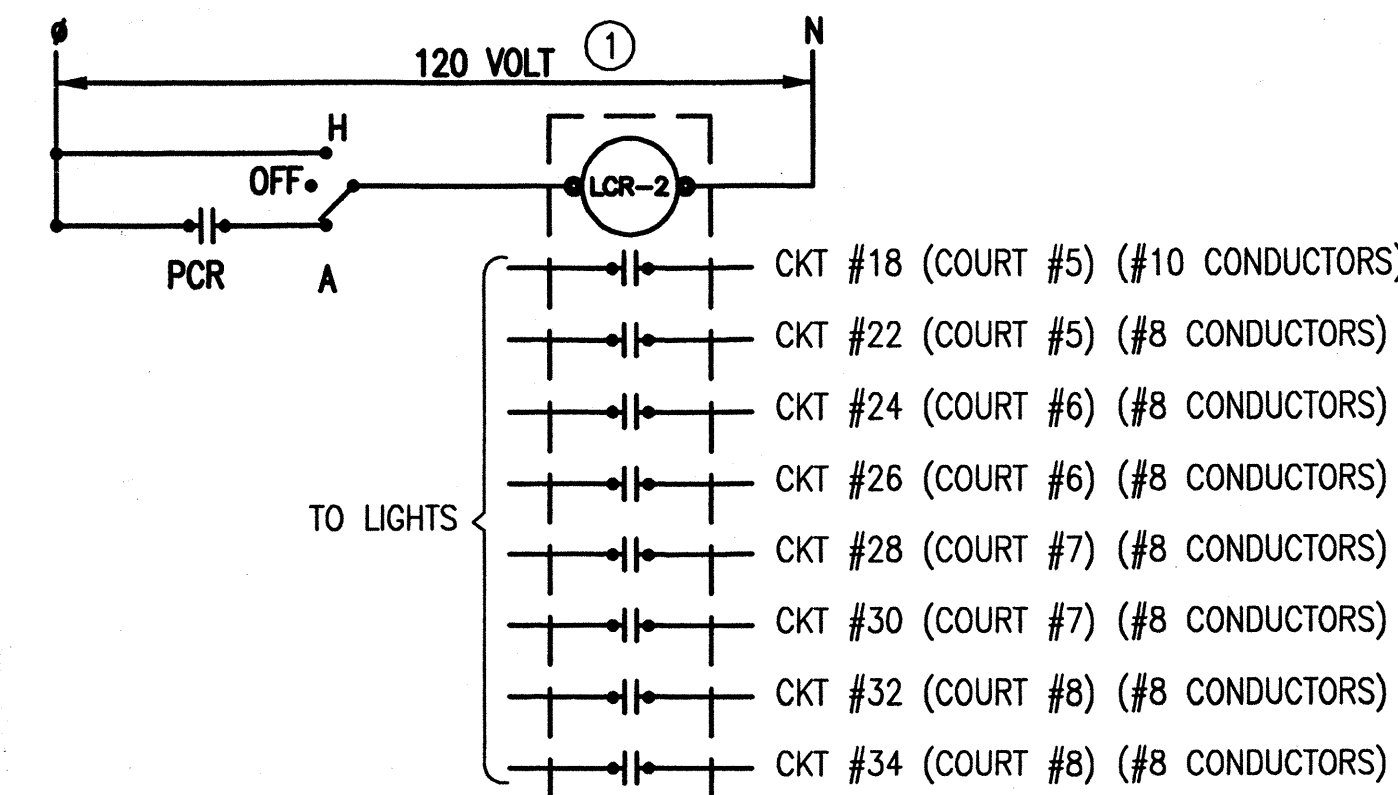 ø
N
120 VOLT
1
H
OFF
LCR-2
PCR
A
CKT #18 (COURT #5) (#10 CONDUCTORS)
CKT #22 (COURT #5) (#8 CONDUCTORS)
CKT #24 (COURT #6) (#8 CONDUCTORS)
CKT #26 (COURT #6) (#8 CONDUCTORS)
TO LIGHTS
CKT #28 (COURT #7) (#8 CONDUCTORS)
CKT #30 (COURT #7) (#8 CONDUCTORS)
CKT #32 (COURT #8) (#8 CONDUCTORS)
CKT #34 (COURT #8) (#8 CONDUCTORS)